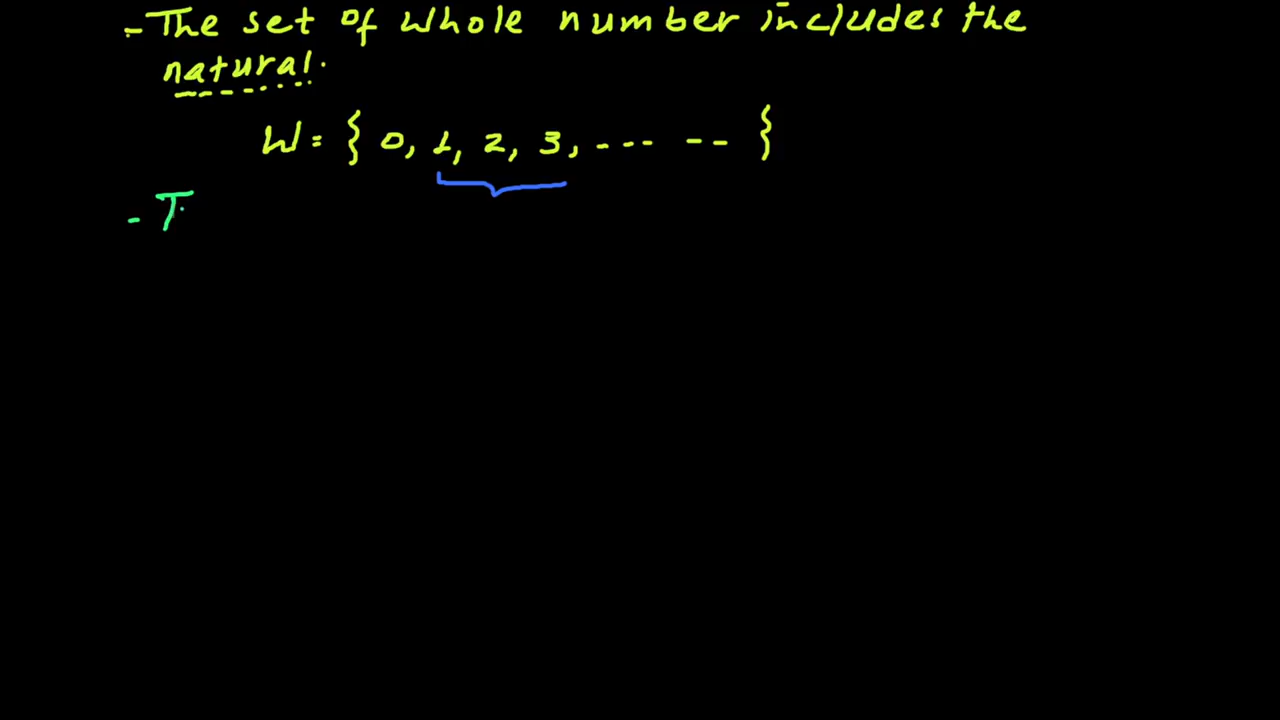 - The set of whole number includes the
natural.
W = { 0, 1, 2, 3, --- -- }
- T